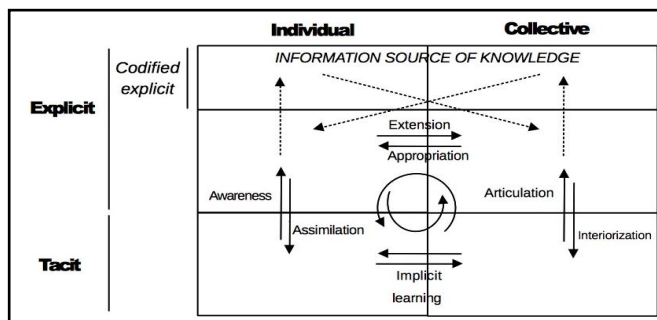 Individual
Collective
Codified
explicit
INFORMATION SOURCE OF KNOWLEDGE
Explicit
Extension
Appropriation
Awareness
Articulation
Assimilation
Interiorization
Tacit
Implicit
learning